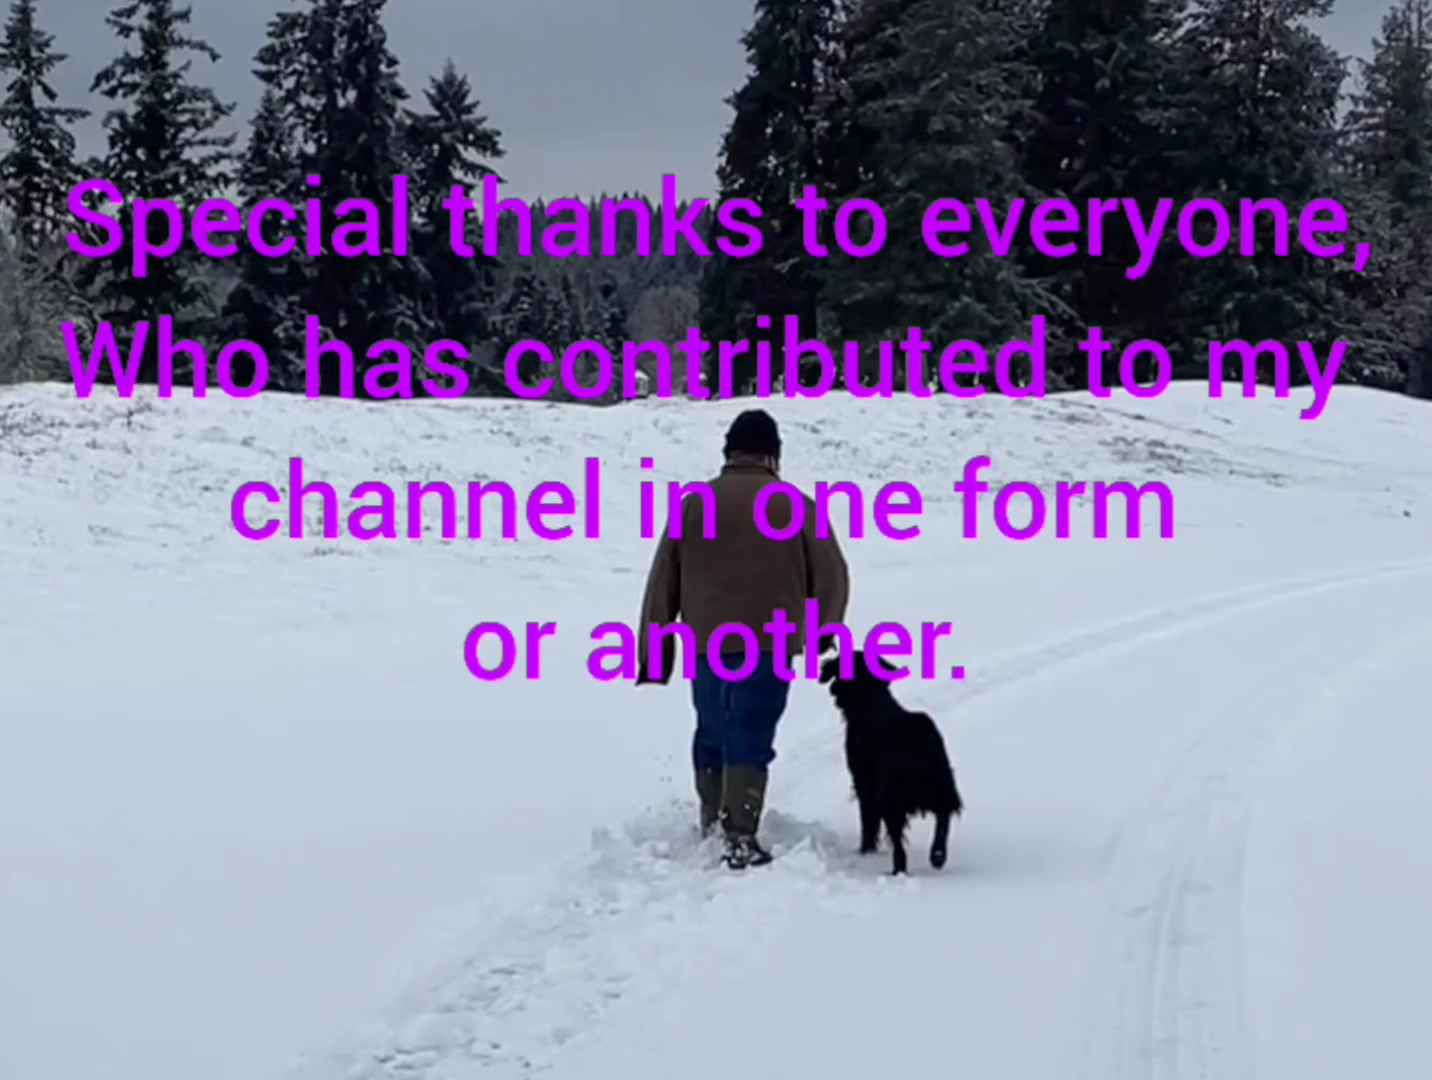 Special thanks to everyone,
Who has contributed to my
channel in one form
or another.